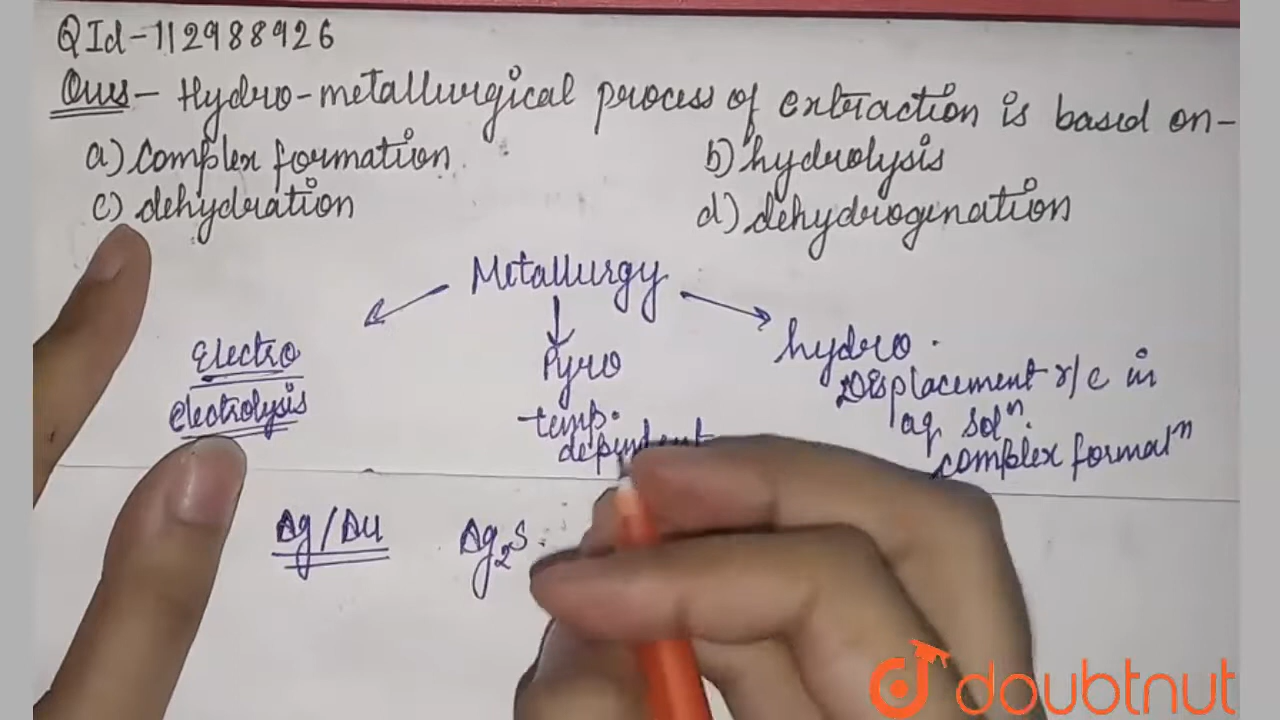 QId-112988926
Ques- Hydro-metallurgical process of extraction is based on-
a) Complex formation
b) hydrolysis
c) dehydration
d) dehydrogenation
Metallurgy
Electro
electrolysis
Pyro
temp.
dependent
hydro.
Displacement r/c in
aq solⁿ.
complex formatⁿ
Ag/Au
Ag₂S
doubtnut